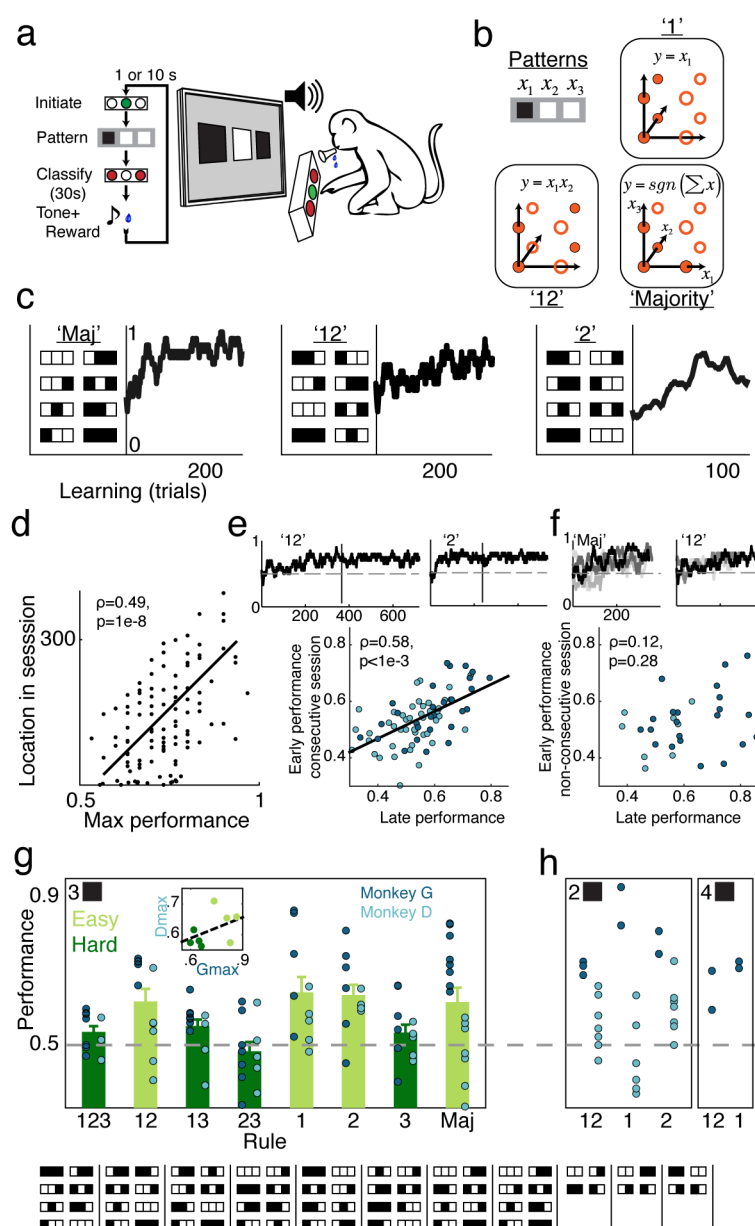 a
1 or 10 s
Initiate
Pattern
Classify
(30s)
Tone+
Reward
b
Patterns
x1 x2 x3
'1'
y = x1
y = x1x2
'12'
y = sgn (∑x)
x3
x2
x1
'Majority'
c
'Maj'
1
0
200
Learning (trials)
'12'
200
'2'
100
d
ρ=0.49,
p=1e-8
300
Location in sesssion
0.5
1
Max performance
e
'12'
1
0
200 400 600
'2'
0.8
ρ=0.58,
p<1e-3
0.6
0.4
Early performance
consecutive session
0.4 0.6 0.8
Late performance
f
'Maj'
1
0
200
'12'
0.8
ρ=0.12,
p=0.28
0.6
0.4
Early performance
non-consecutive session
0.4 0.6 0.8
Late performance
g
0.9
3
Easy
Hard
Dmax
.7
.6
.6 .9
Gmax
Monkey G
Monkey D
Performance
0.5
123 12 13 23 1 2 3 Maj
Rule
h
2
12 1 2
4
12 1